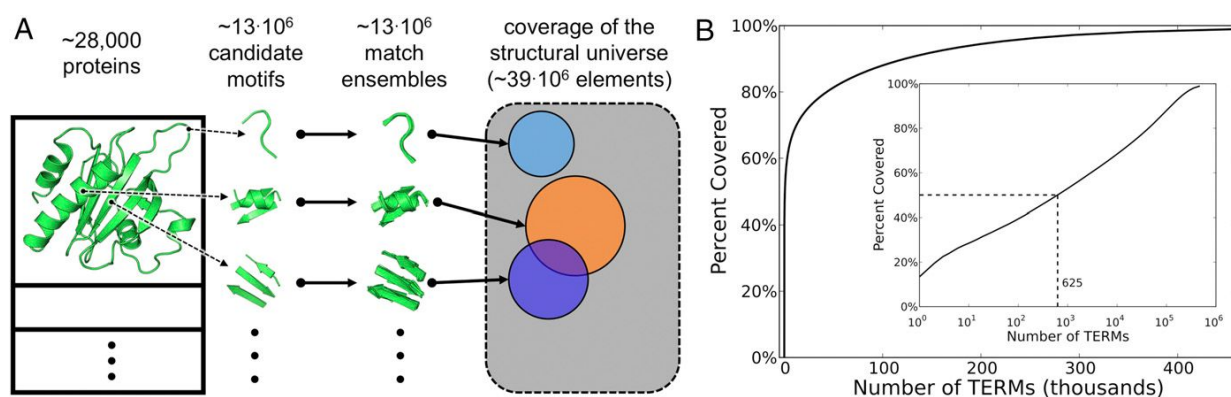 A
~28,000
proteins
~13·10⁶
candidate
motifs
~13·10⁶
match
ensembles
coverage of the
structural universe
(~39·10⁶ elements)
B
100%
80%
60%
40%
20%
0%
Percent Covered
0
100
200
300
400
Number of TERMs (thousands)
100%
80%
60%
40%
20%
0%
Percent Covered
625
10⁰
10¹
10²
10³
10⁴
10⁵
10⁶
Number of TERMs